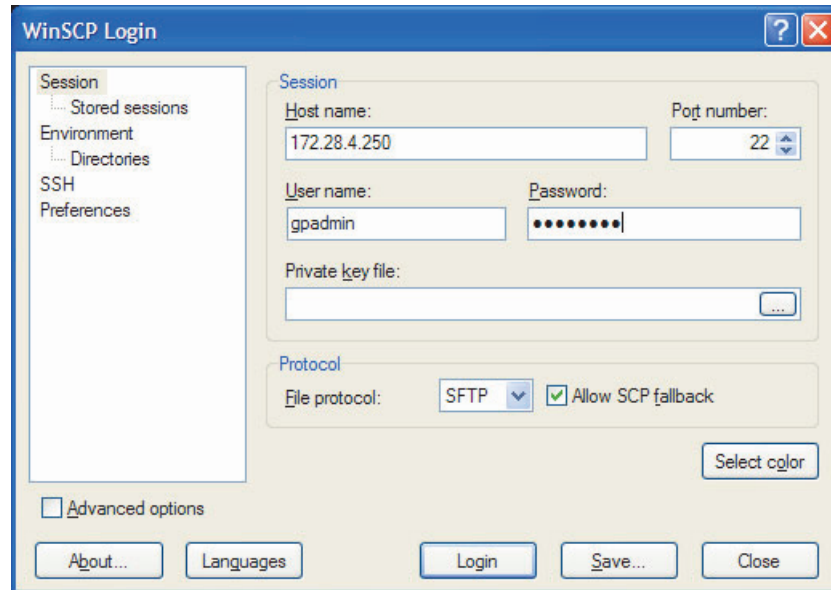 WinSCP Login
Session
Stored sessions
Environment
Directories
SSH
Preferences
Session
Host name:
Port number:
172.28.4.250
22
User name:
Password:
gpadmin
••••••••
Private key file:
...
Protocol
File protocol:
SFTP
Allow SCP fallback
Select color
Advanced options
About...
Languages
Login
Save...
Close